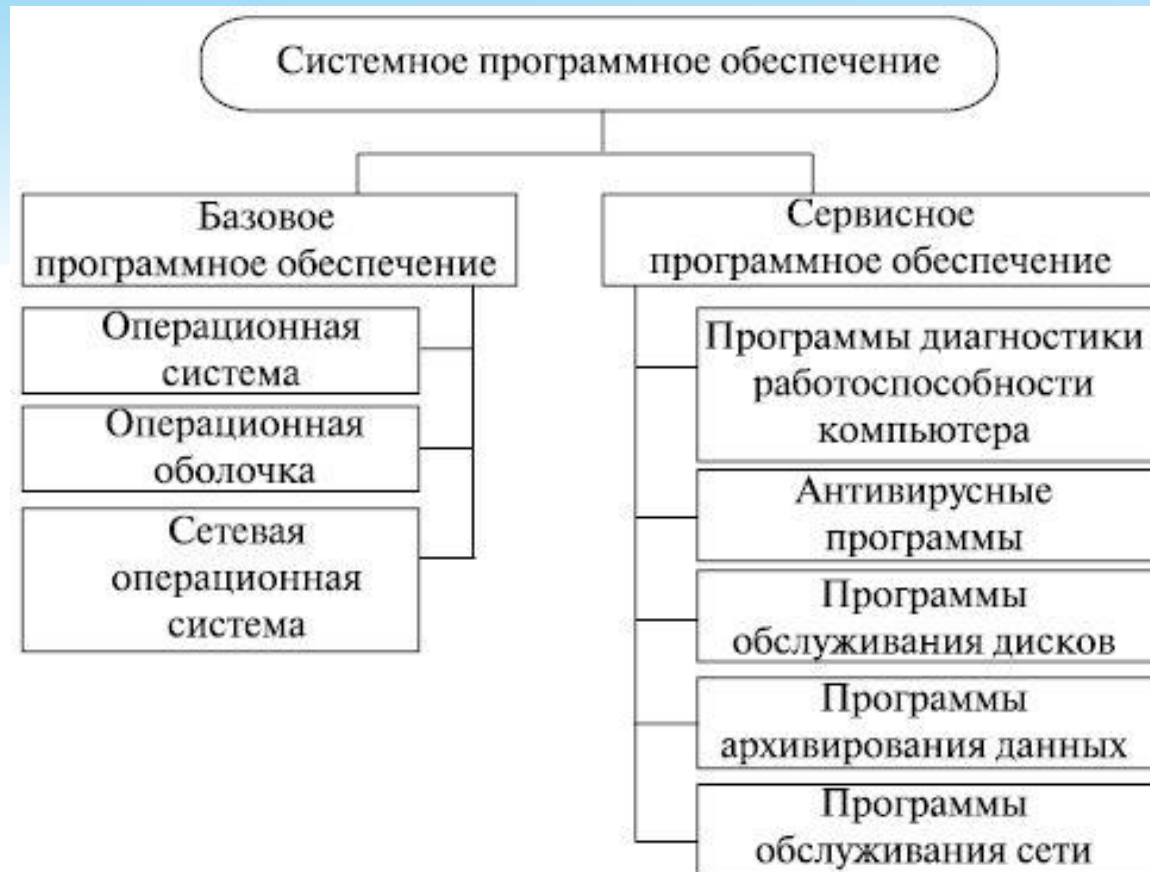 Системное программное обеспечение
Базовое
программное обеспечение
Операционная
система
Операционная
оболочка
Сетевая
операционная
система
Сервисное
программное обеспечение
Программы диагностики
работоспособности
компьютера
Антивирусные
программы
Программы
обслуживания дисков
Программы
архивирования данных
Программы
обслуживания сети